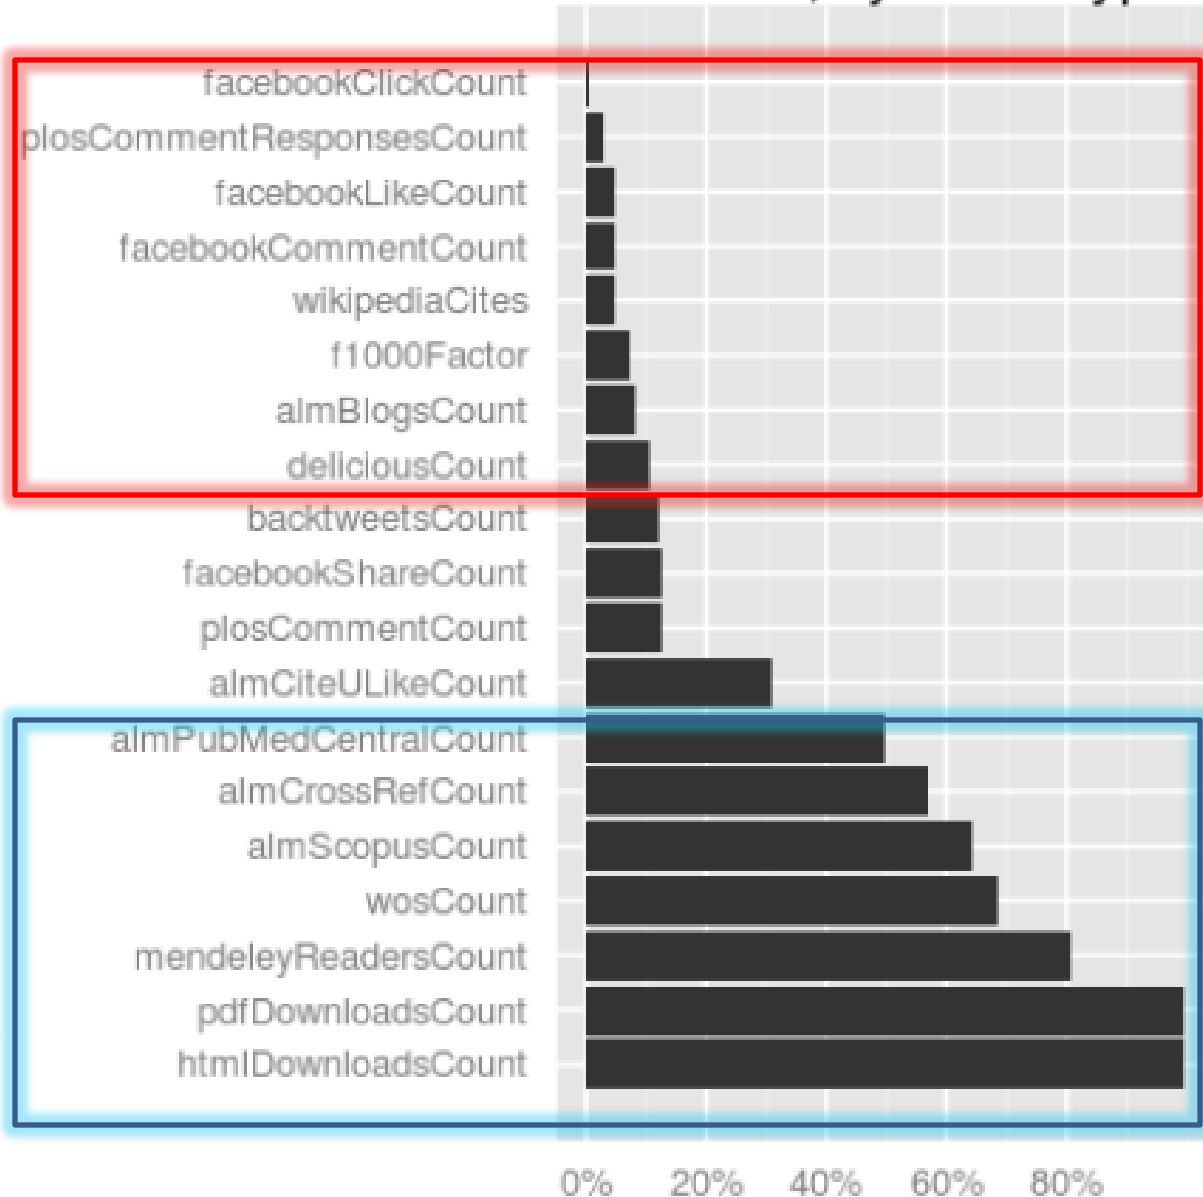 facebookClickCount
plosCommentResponsesCount
facebookLikeCount
facebookCommentCount
wikipediaCites
f1000Factor
almBlogsCount
deliciousCount
backtweetsCount
facebookShareCount
plosCommentCount
almCiteULikeCount
almPubMedCentralCount
almCrossRefCount
almScopusCount
wosCount
mendeleyReadersCount
pdfDownloadsCount
htmlDownloadsCount
0% 20% 40% 60% 80%